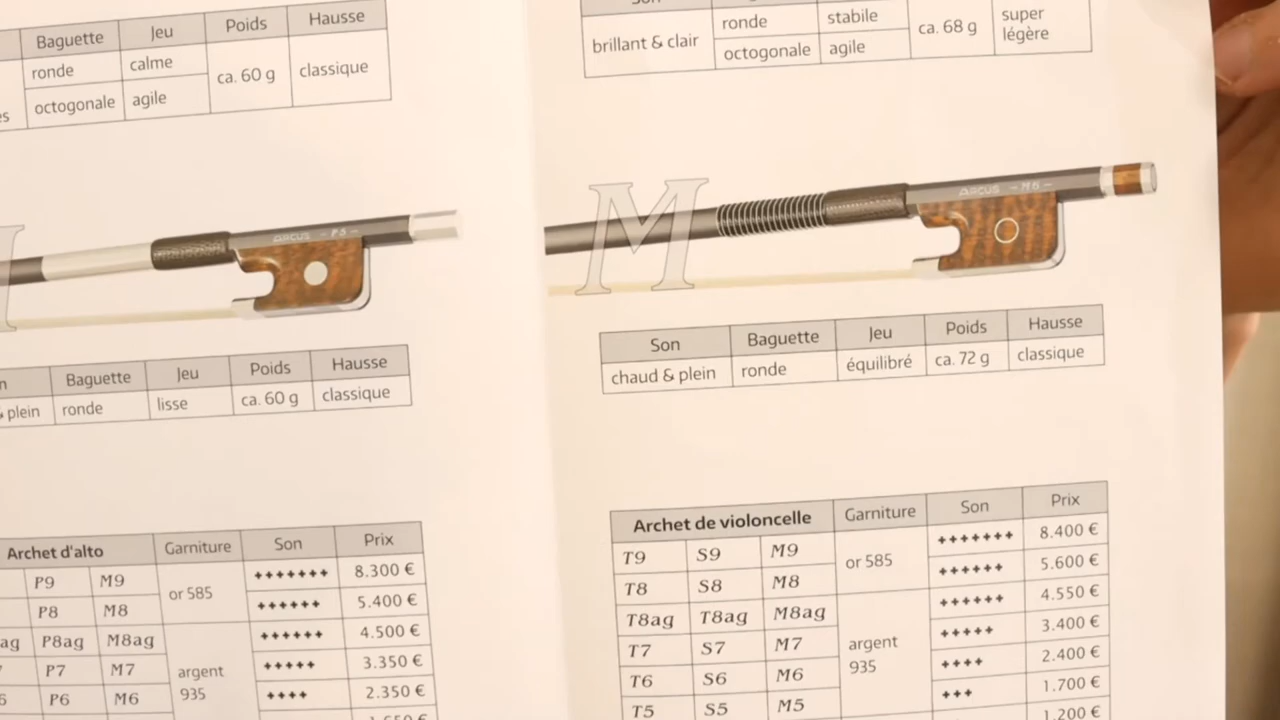 Baguette Jeu Poids Hausse
ronde calme ca. 60 g classique
octogonale agile
ARCUS – P5 –
Baguette Jeu Poids Hausse
plein ronde lisse ca. 60 g classique
Archet d'alto Garniture Son Prix
P9 M9 or 585 +++++++ 8.300 €
P8 M8 ++++++ 5.400 €
ag P8ag M8ag argent 935 ++++++ 4.500 €
P7 M7 +++++ 3.350 €
P6 M6 ++++ 2.350 €
brillant & clair ronde stabile ca. 68 g super légère
octogonale agile
M
ARCUS – M6 –
Son Baguette Jeu Poids Hausse
chaud & plein ronde équilibré ca. 72 g classique
Archet de violoncelle Garniture Son Prix
T9 S9 M9 or 585 +++++++ 8.400 €
T8 S8 M8 ++++++ 5.600 €
T8ag T8ag M8ag argent 935 ++++++ 4.550 €
T7 S7 M7 +++++ 3.400 €
T6 S6 M6 ++++ 2.400 €
T5 S5 M5 +++ 1.700 €
1.200 €